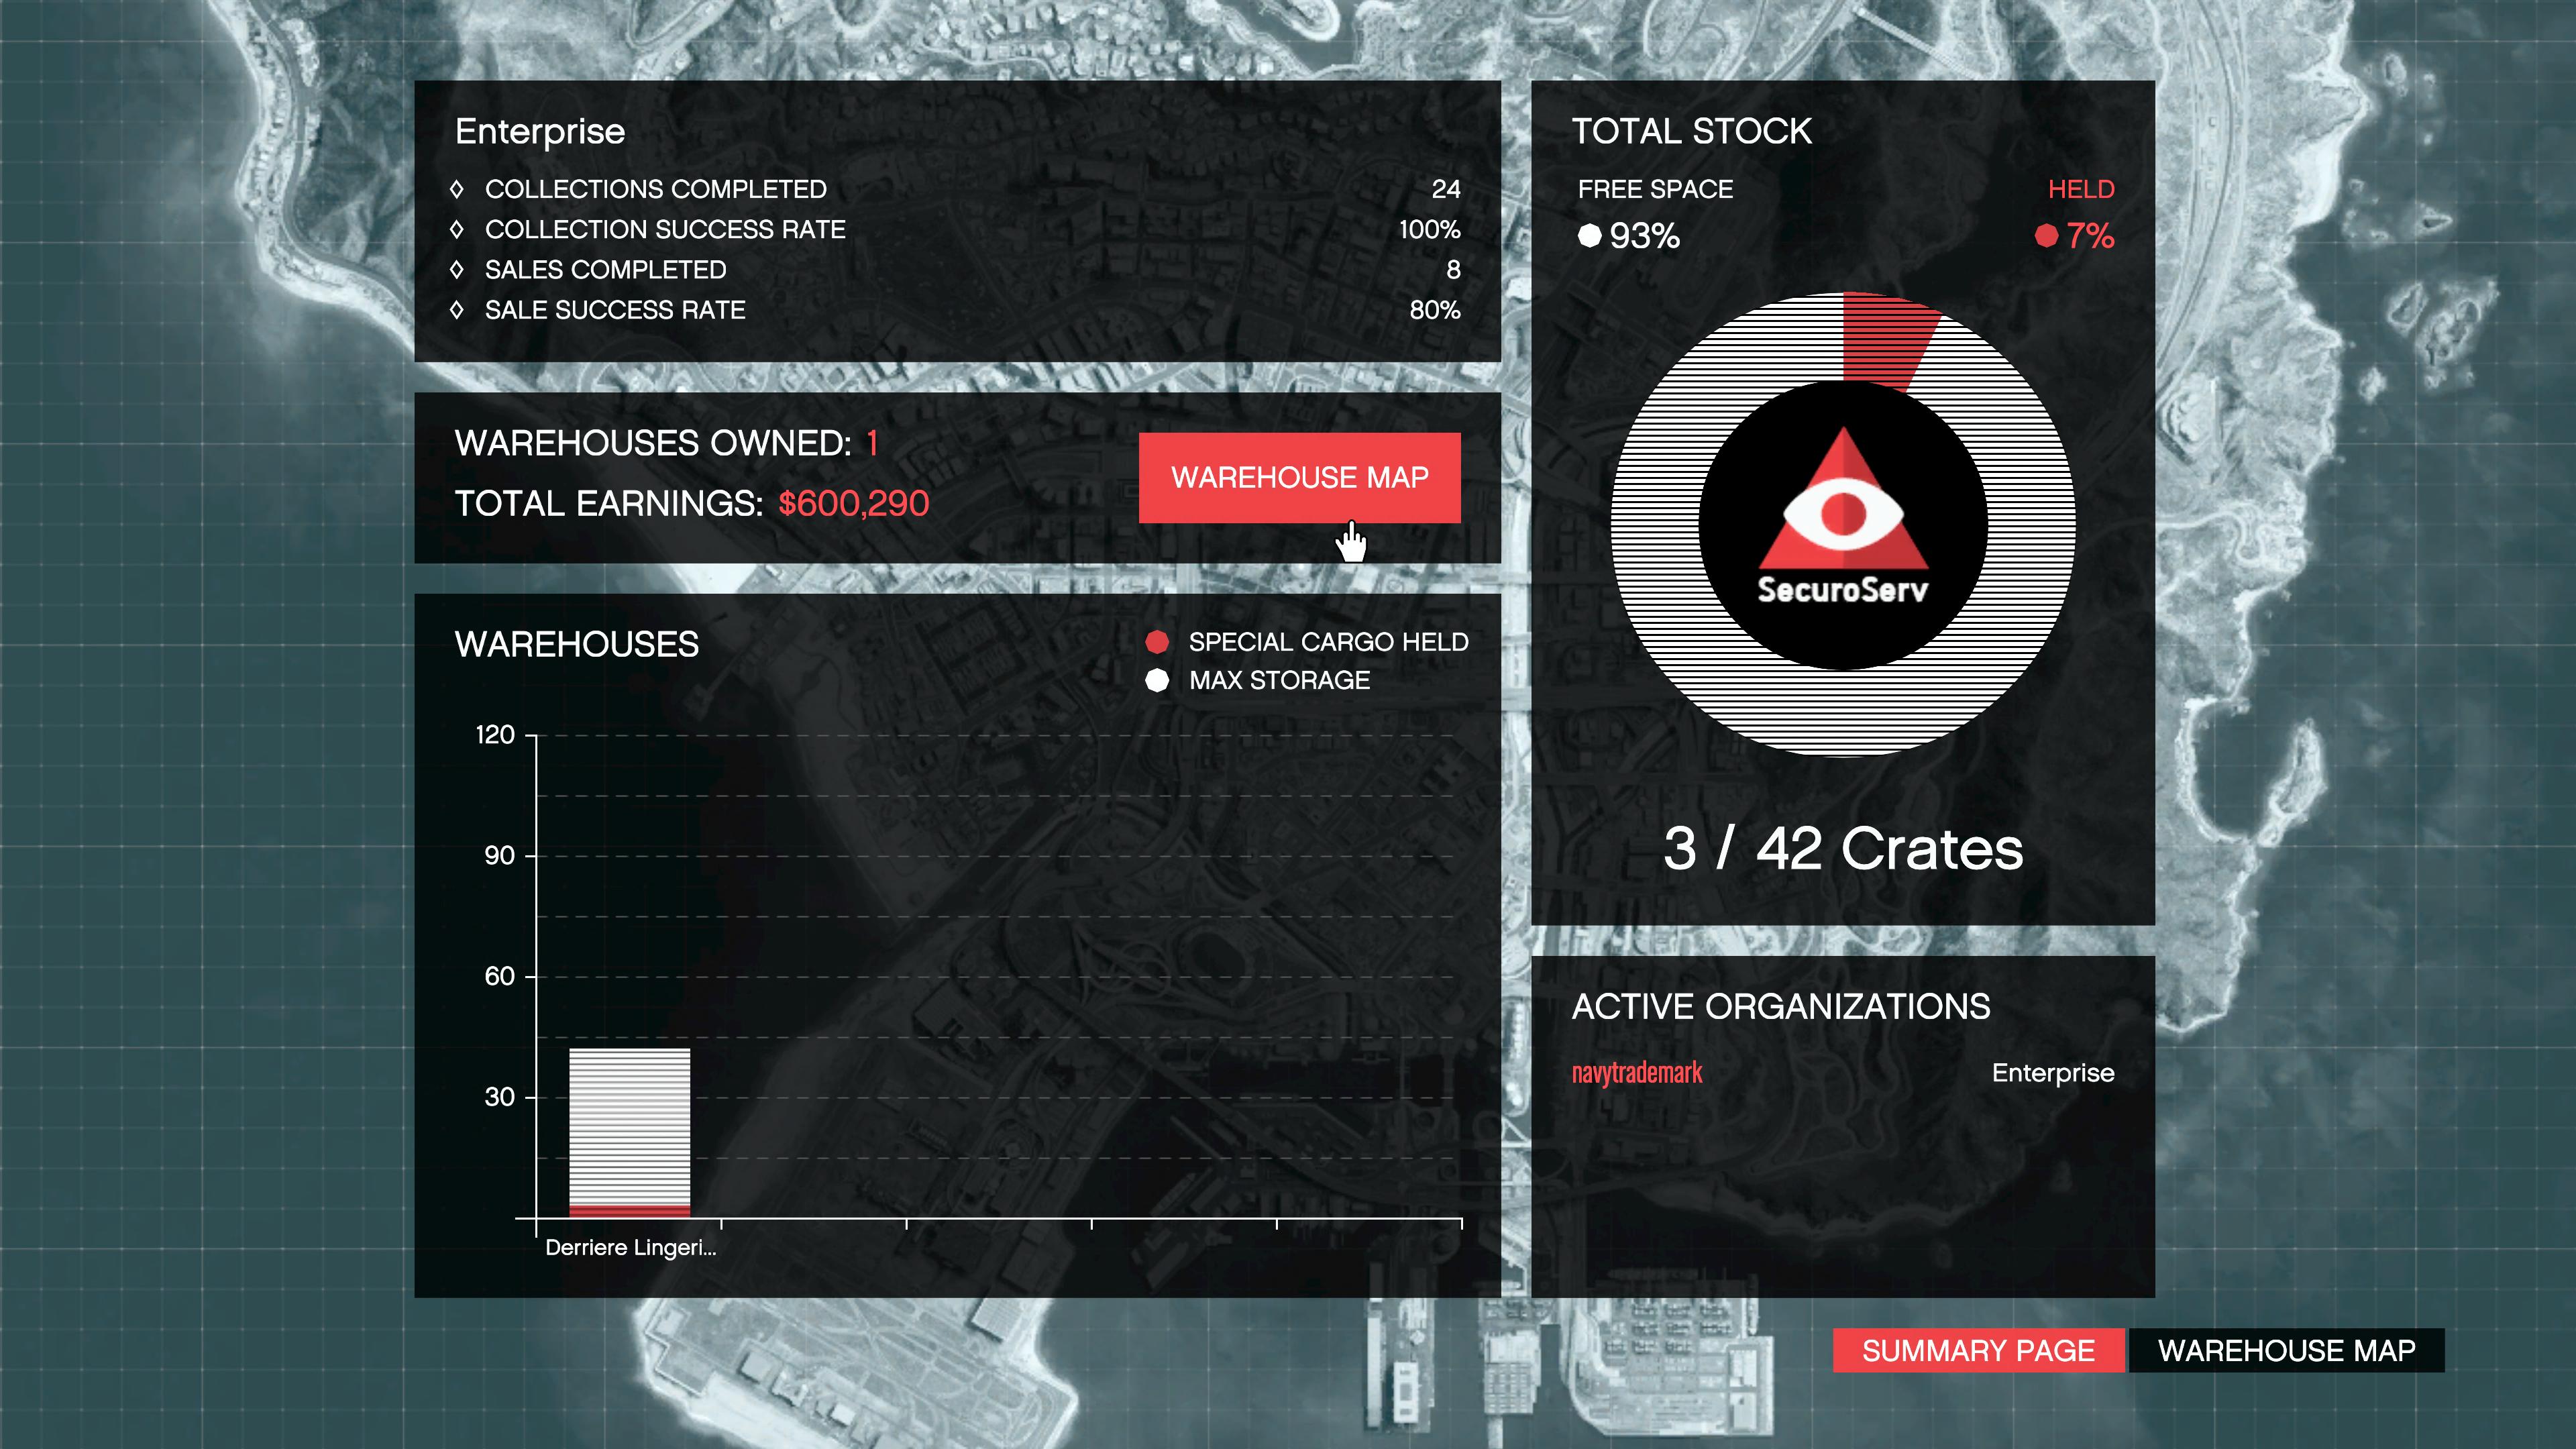 Enterprise
COLLECTIONS COMPLETED 24
COLLECTION SUCCESS RATE 100%
SALES COMPLETED 8
SALE SUCCESS RATE 80%
WAREHOUSES OWNED: 1
TOTAL EARNINGS: $600,290
WAREHOUSE MAP
WAREHOUSES
SPECIAL CARGO HELD
MAX STORAGE
120
90
60
30
Derriere Lingeri...
TOTAL STOCK
FREE SPACE HELD
93% 7%
SecuroServ
3 / 42 Crates
ACTIVE ORGANIZATIONS
navytrademark Enterprise
SUMMARY PAGE WAREHOUSE MAP